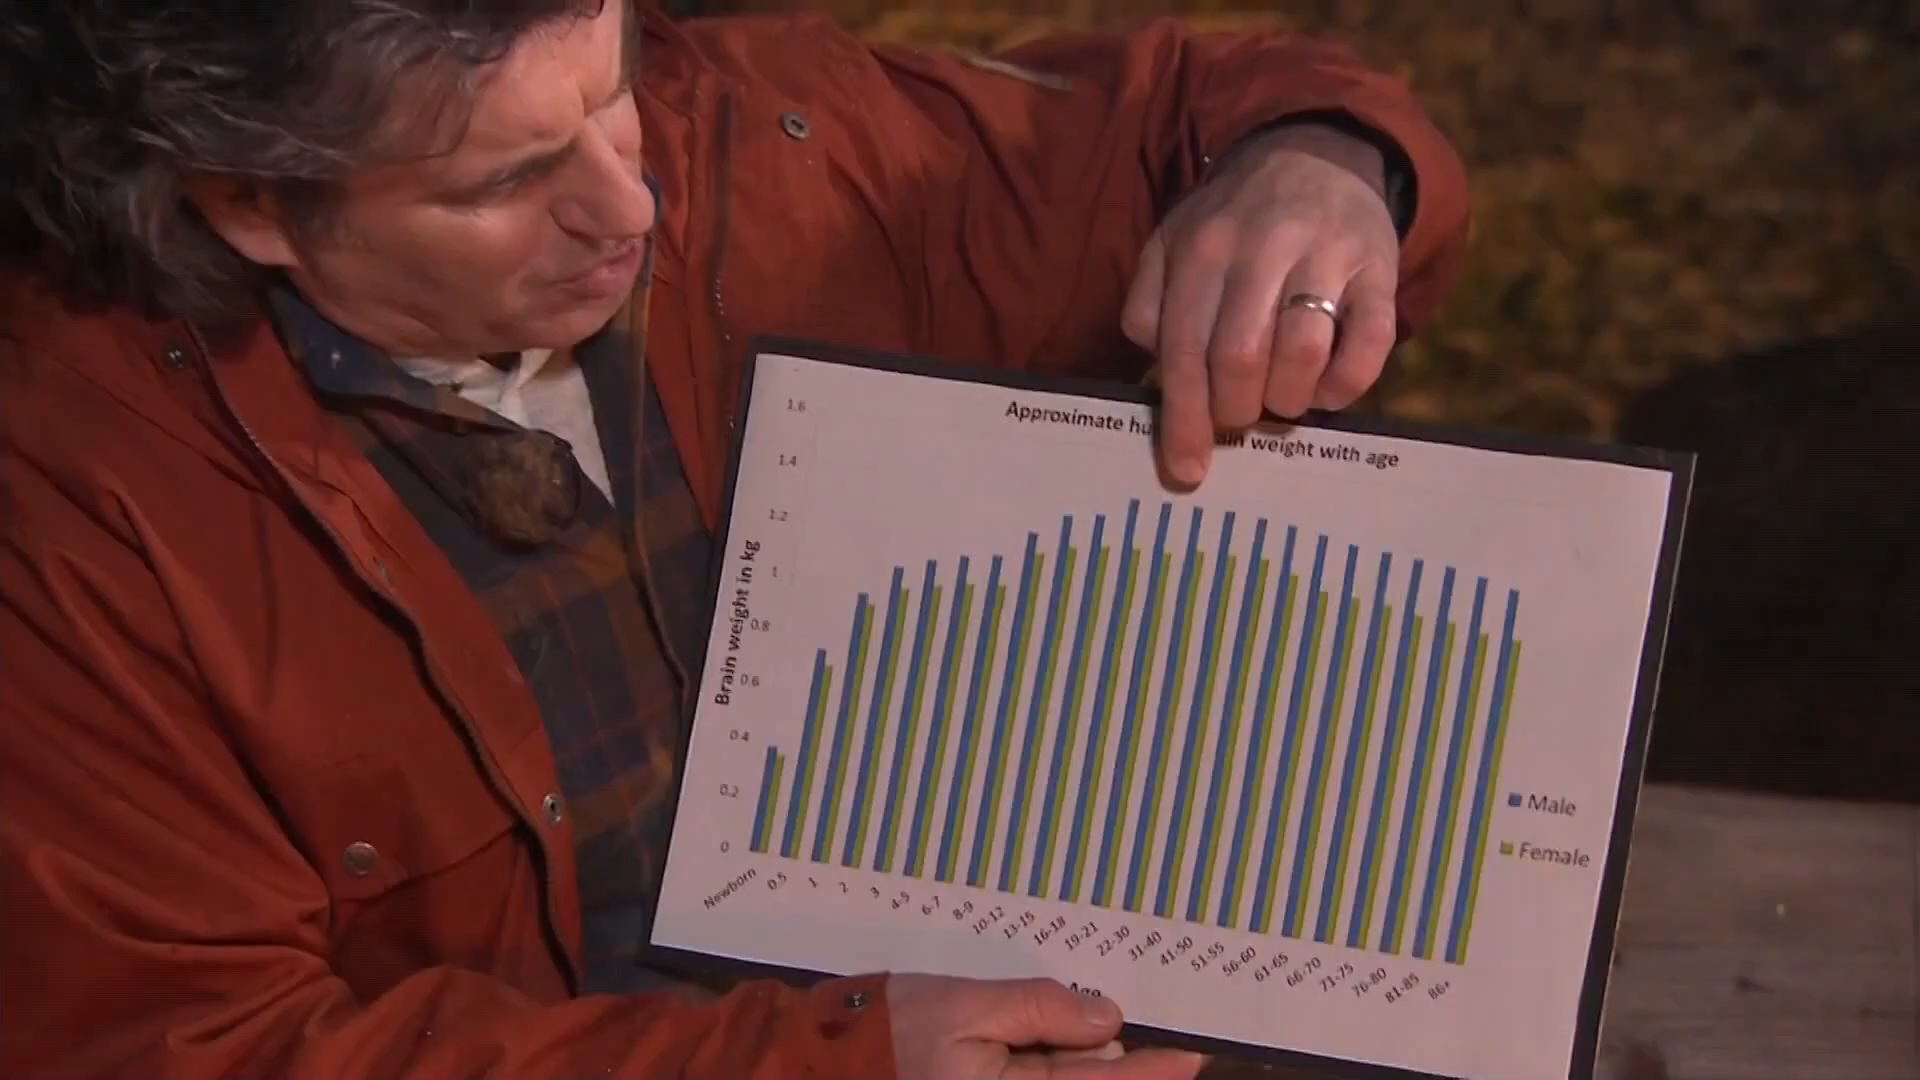 Approximate hu ain weight with age
1.6
1.4
1.2
1
0.8
0.6
0.4
0.2
0
Brain weight in kg
Newborn 0.5 1 2 3 4-5 6-7 8-9 10-12 13-15 16-18 19-21 22-30 31-40 41-50 51-55 56-60 61-65 66-70 71-75 76-80 81-85 86+
Age
Male
Female